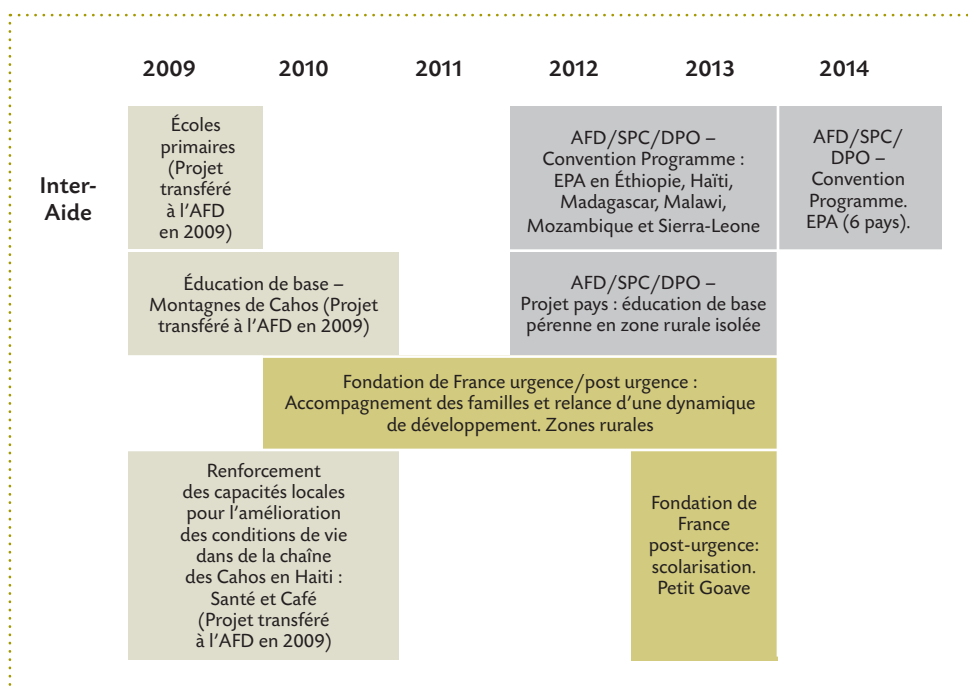 2009 2010 2011 2012 2013 2014
Inter-
Aide
Écoles
primaires
(Projet
transféré
à l'AFD
en 2009)
AFD/SPC/DPO –
Convention Programme :
EPA en Éthiopie, Haïti,
Madagascar, Malawi,
Mozambique et Sierra-Leone
AFD/SPC/
DPO –
Convention
Programme.
EPA (6 pays).
Éducation de base –
Montagnes de Cahos (Projet
transféré à l'AFD en 2009)
AFD/SPC/DPO –
Projet pays : éducation de base
pérenne en zone rurale isolée
Fondation de France urgence/post urgence :
Accompagnement des familles et relance d'une dynamique
de développement. Zones rurales
Renforcement
des capacités locales
pour l'amélioration
des conditions de vie
dans de la chaîne
des Cahos en Haiti :
Santé et Café
(Projet transféré
à l'AFD en 2009)
Fondation de
France
post-urgence:
scolarisation.
Petit Goave